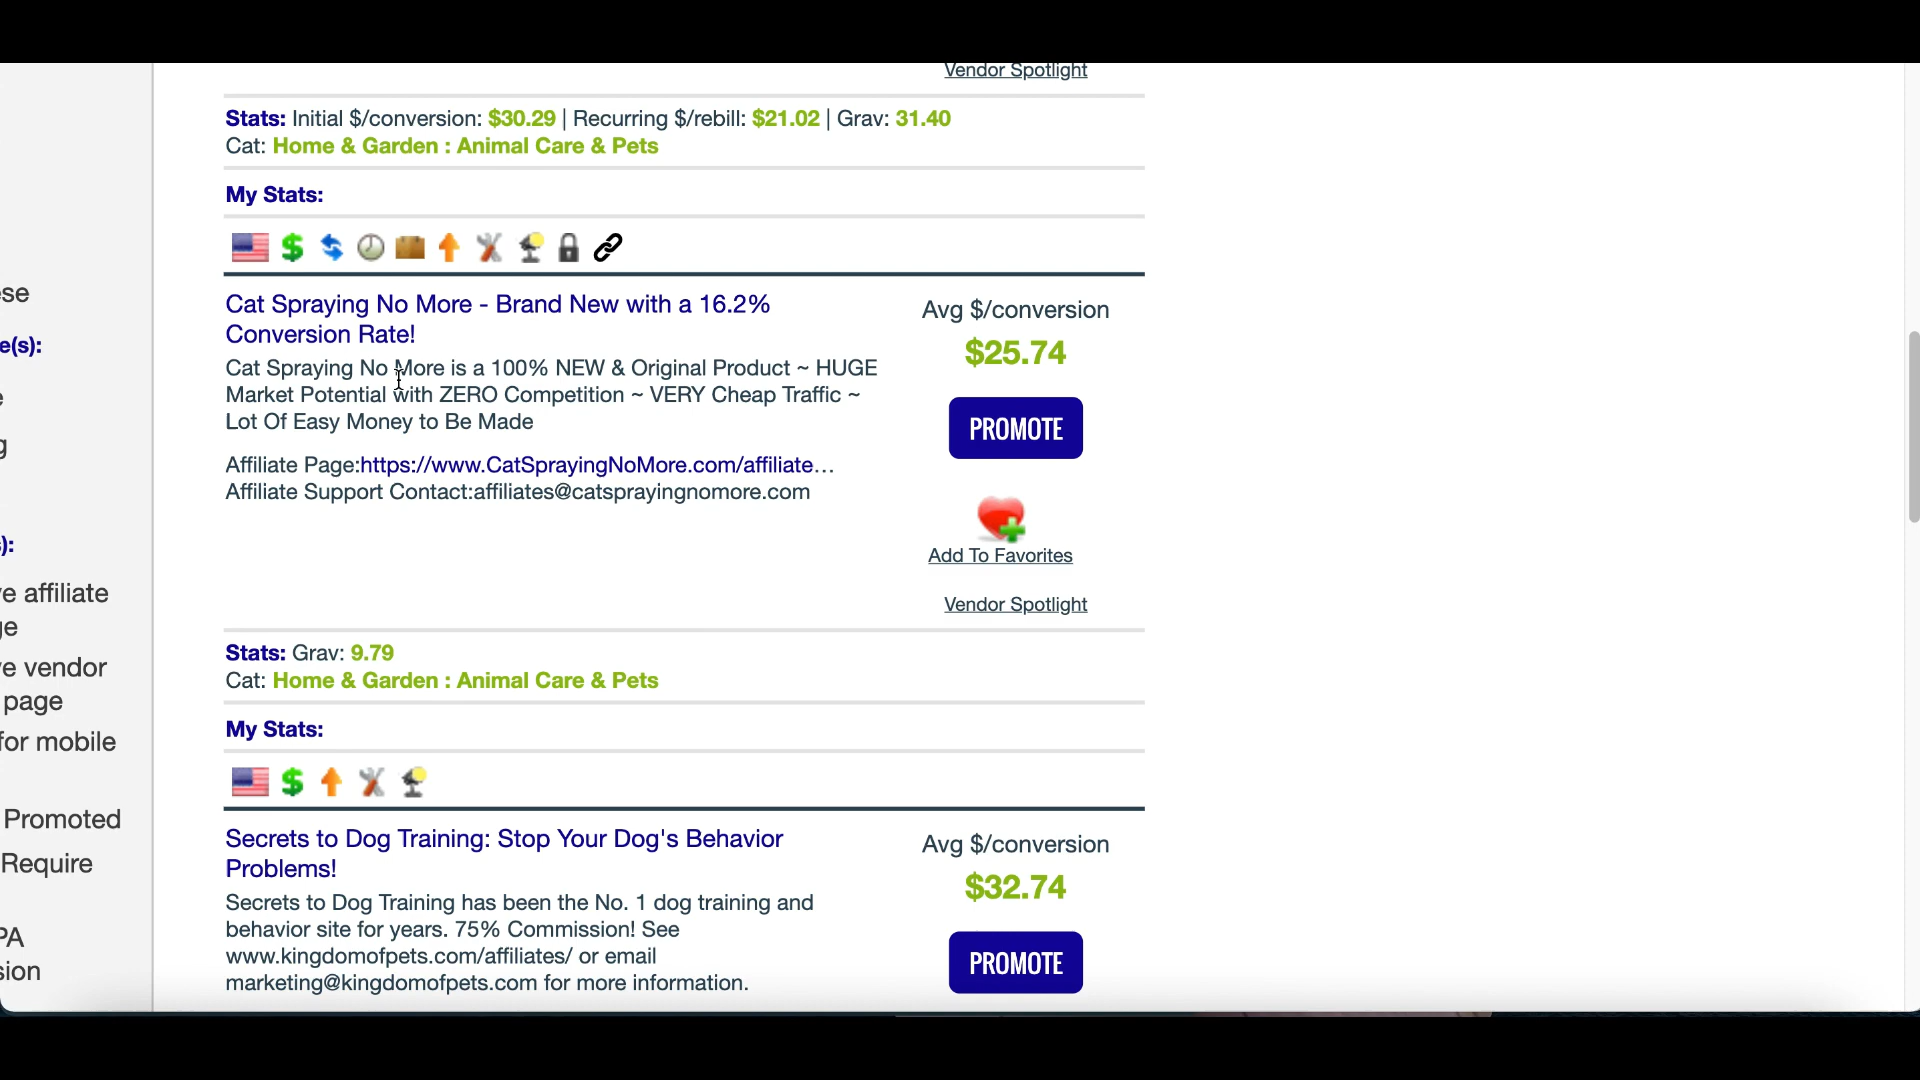 Vendor Spotlight
Stats: Initial $/conversion: $30.29 | Recurring $/rebill: $21.02 | Grav: 31.40
Cat: Home & Garden : Animal Care & Pets
My Stats:
Cat Spraying No More - Brand New with a 16.2%
Conversion Rate!
Cat Spraying No More is a 100% NEW & Original Product ~ HUGE
Market Potential with ZERO Competition ~ VERY Cheap Traffic ~
Lot Of Easy Money to Be Made
Affiliate Page:https://www.CatSprayingNoMore.com/affiliate...
Affiliate Support Contact:affiliates@catsprayingnomore.com
Avg $/conversion
$25.74
PROMOTE
Add To Favorites
Vendor Spotlight
Stats: Grav: 9.79
Cat: Home & Garden : Animal Care & Pets
My Stats:
Secrets to Dog Training: Stop Your Dog's Behavior
Problems!
Secrets to Dog Training has been the No. 1 dog training and
behavior site for years. 75% Commission! See
www.kingdomofpets.com/affiliates/ or email
marketing@kingdomofpets.com for more information.
Avg $/conversion
$32.74
PROMOTE
se
e(s):
e
g
):
e affiliate
ge
e vendor
page
for mobile
Promoted
Require
PA
sion